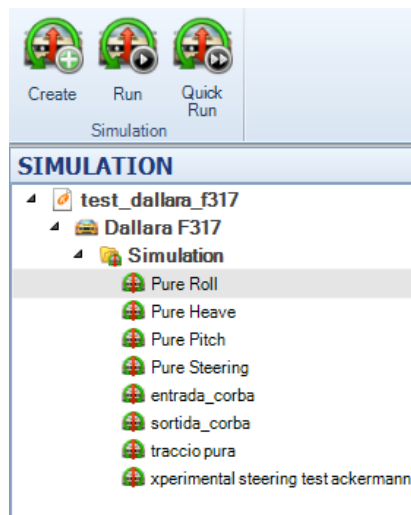 Create Run Quick Run
Simulation
SIMULATION
test_dallara_f317
Dallara F317
Simulation
Pure Roll
Pure Heave
Pure Pitch
Pure Steering
entrada_corba
sortida_corba
traccio pura
xperimental steering test ackermann